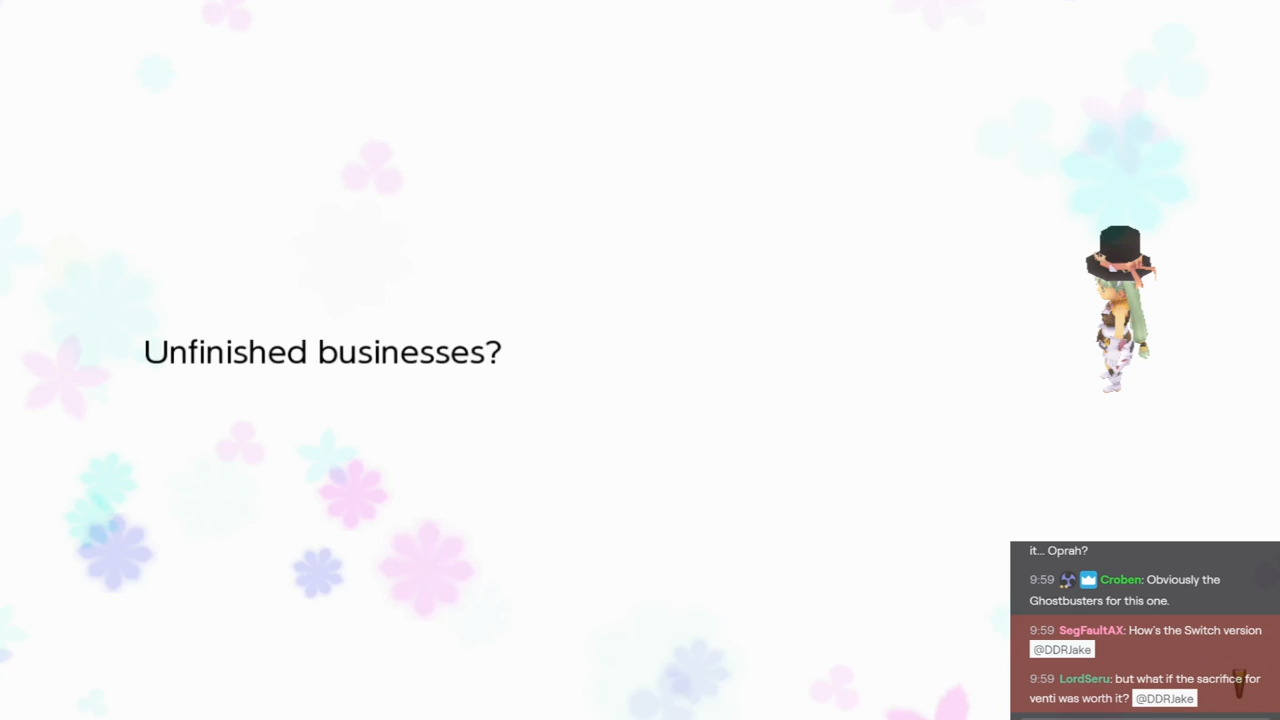 Unfinished businesses?
it... Oprah?
9:59 Croben: Obviously the
Ghostbusters for this one.
9:59 SegFaultAX: How's the Switch version
@DDRJake
9:59 LordSeru: but what if the sacrifice for
venti was worth it? @DDRJake